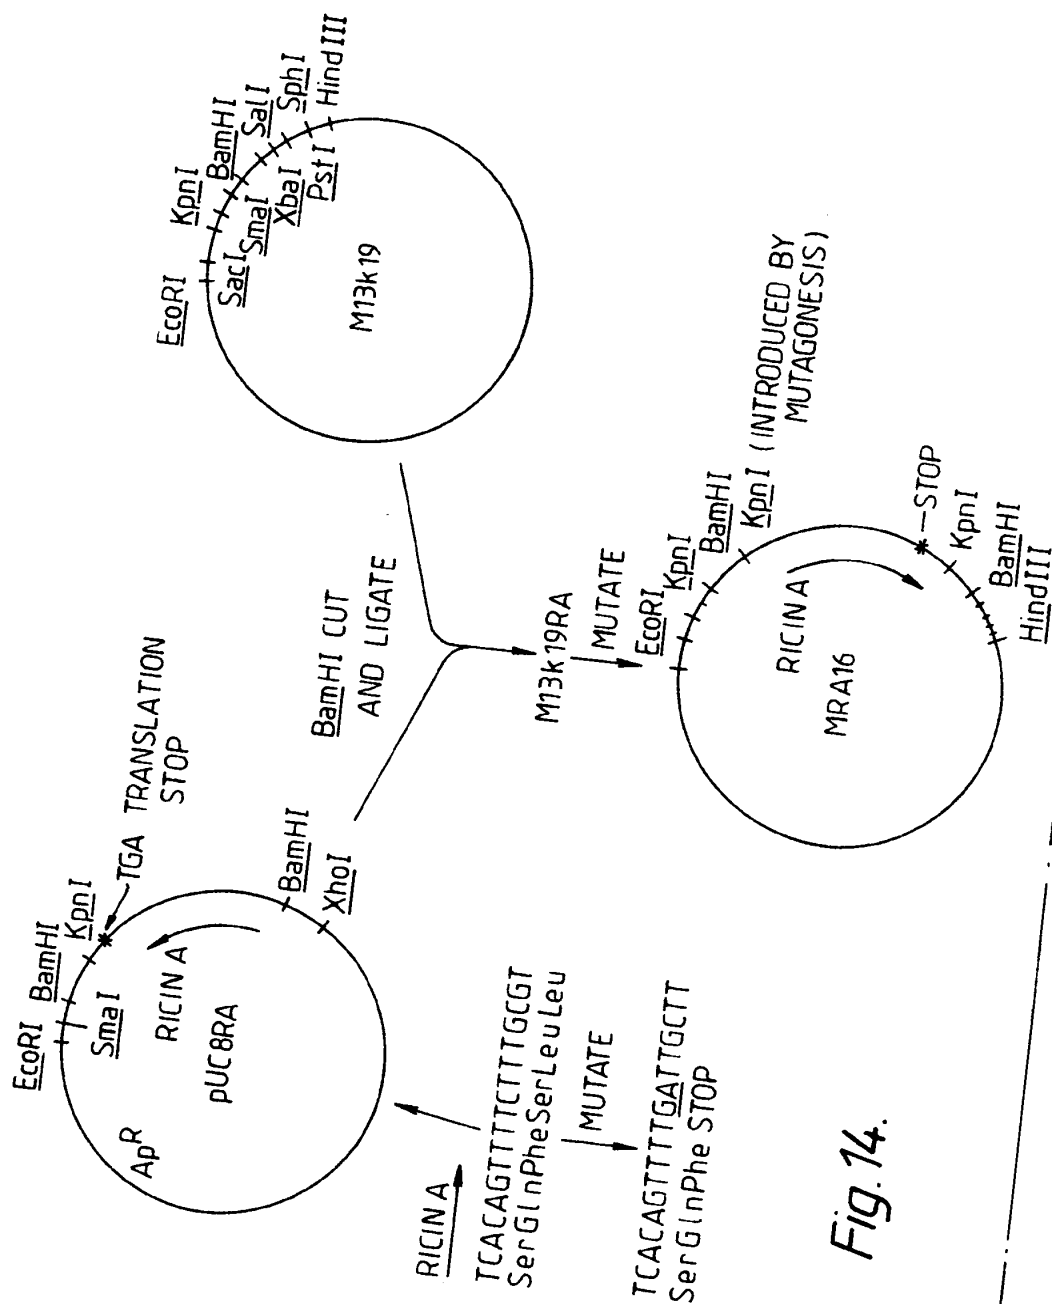 EcoRI
BamHI
KpnI
TGA TRANSLATION
STOP
SmaI
ApR
RICIN A
pUC8RA
BamHI
XhoI
RICIN A
TCACAGTTTTCTTTGCGT
SerGlnPheSerLeuLeu
MUTATE
TCACAGTTTTGATTGCTT
SerGlnPhe STOP
BamHI CUT
AND LIGATE
EcoRI
KpnI
BamHI
SalI
SphI
HindIII
SacI
SmaI
XbaI
PstI
M13k19
M13k19RA
MUTATE
EcoRI
KpnI
BamHI
KpnI (INTRODUCED BY
MUTAGONESIS)
RICIN A
MRA16
STOP
KpnI
BamHI
HindIII
Fig. 14.